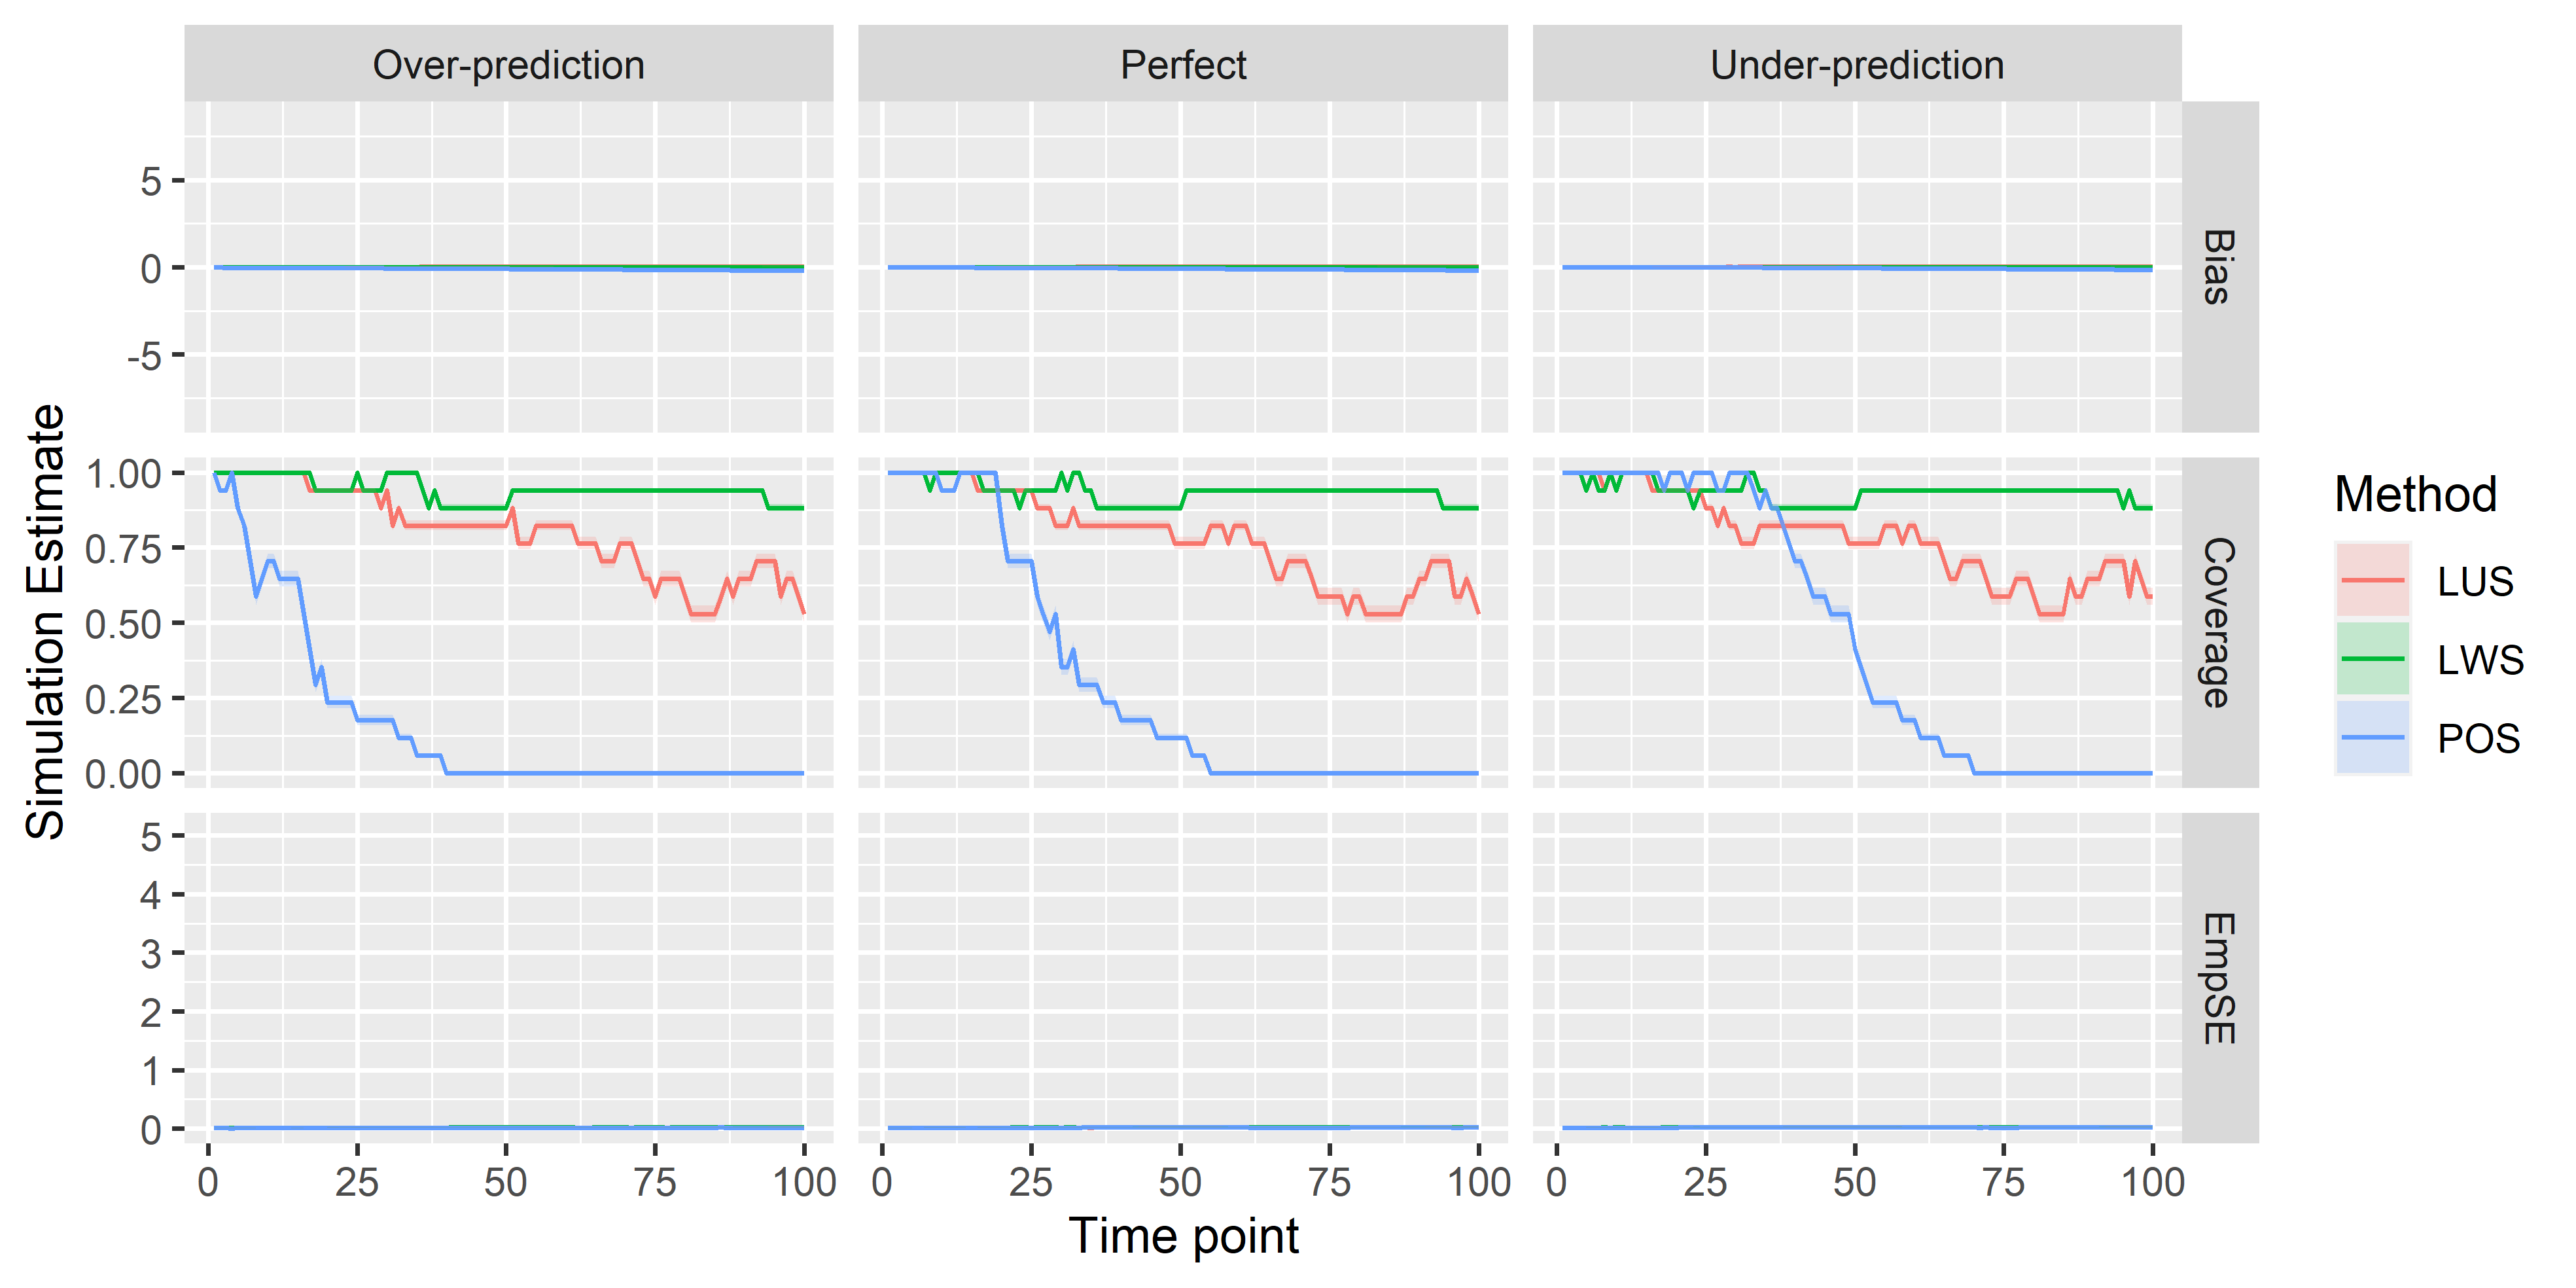 Over-prediction
Perfect
Under-prediction
Simulation Estimate
5
0
-5
Bias
1.00
0.75
0.50
0.25
0.00
Coverage
5
4
3
2
1
0
EmpSE
0 25 50 75 100
0 25 50 75 100
0 25 50 75 100
Time point
Method
LUS
LWS
POS